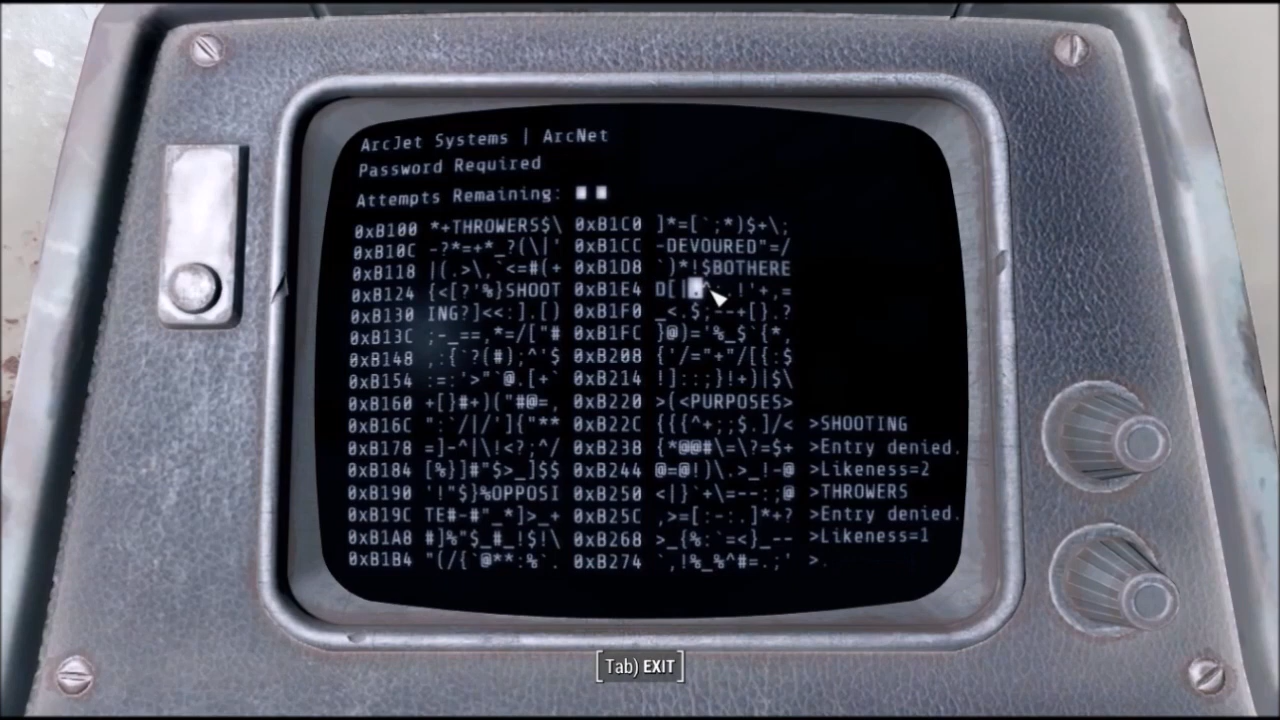 ArcJet Systems | ArcNet
Password Required
Attempts Remaining: ■ ■
0xB100 *+THROWERS$\ 0xB1C0 ]*=[`;*)$+\;
0xB10C -?*=+*_?(\|' 0xB1CC -DEVOURED"=/
0xB118 |(.>\,`<=#(+ 0xB1D8 `)*!$BOTHERE
0xB124 {<[?'%}SHOOT 0xB1E4 D[|.^-.!'+,=
0xB130 ING?]<<:].[) 0xB1F0 _<.$;--+[}.?
0xB13C ;-_==,*=/["# 0xB1FC }@)='%_$`{*,
0xB148 ,:{`?(#);^'$ 0xB208 {'/="+"/[{:$
0xB154 :=:'>"`@.[+` 0xB214 !]::;}!+)|$\
0xB160 +[}#+)("#@=, 0xB220 >(<PURPOSES>
0xB16C ":`/|/']{"** 0xB22C {{{^+;;$.]/< >SHOOTING
0xB178 =]-^|\!<?;^/ 0xB238 {*@@#\=\?=$+ >Entry denied.
0xB184 [%}]#"$>_]$$ 0xB244 @=@!)\.>_!-@ >Likeness=2
0xB190 '!"$}%OPPOSI 0xB250 <|}`+\=--:;@ >THROWERS
0xB19C TE#-#"_*]>_+ 0xB25C ,>=[:-:.]*+? >Entry denied.
0xB1A8 #]%"$_#_!$!\ 0xB268 >_{%:`=<}_-- >Likeness=1
0xB1B4 "(/{`@**:%`. 0xB274 `,!%_%^#=.;' >.
[Tab) EXIT]